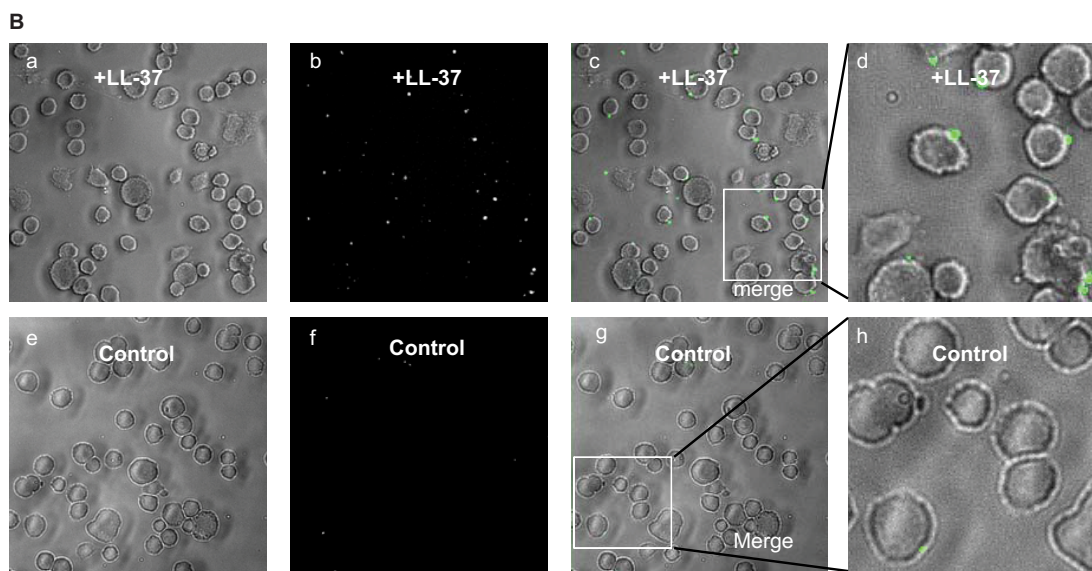 B
a
+LL-37
b
+LL-37
c
+LL-37
merge
d
+LL-37
e
Control
f
Control
g
Control
Merge
h
Control